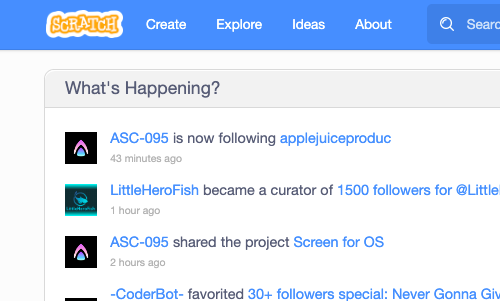 SCRATCH Create Explore Ideas About Searc
What's Happening?
ASC-095 is now following applejuiceproduc
43 minutes ago
LittleHeroFish became a curator of 1500 followers for @Little
1 hour ago
ASC-095 shared the project Screen for OS
2 hours ago
-CoderBot- favorited 30+ followers special: Never Gonna Giv